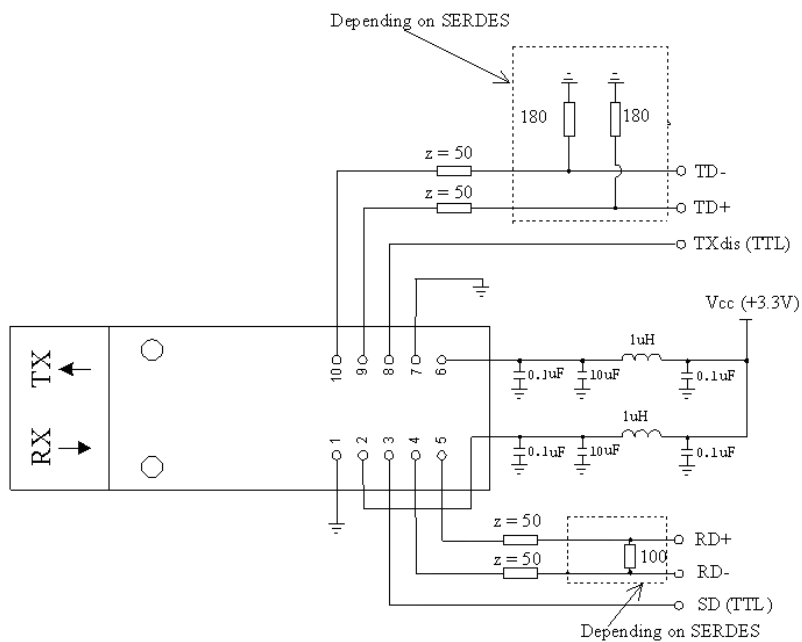 Depending on SERDES
180
180
z = 50
TD-
z = 50
TD+
TXdis (TTL)
Vcc (+3.3V)
TX
RX
10
9
8
7
6
1uH
0.1uF
10uF
0.1uF
1
2
3
4
5
1uH
0.1uF
10uF
0.1uF
z = 50
RD+
100
z = 50
RD-
SD (TTL)
Depending on SERDES